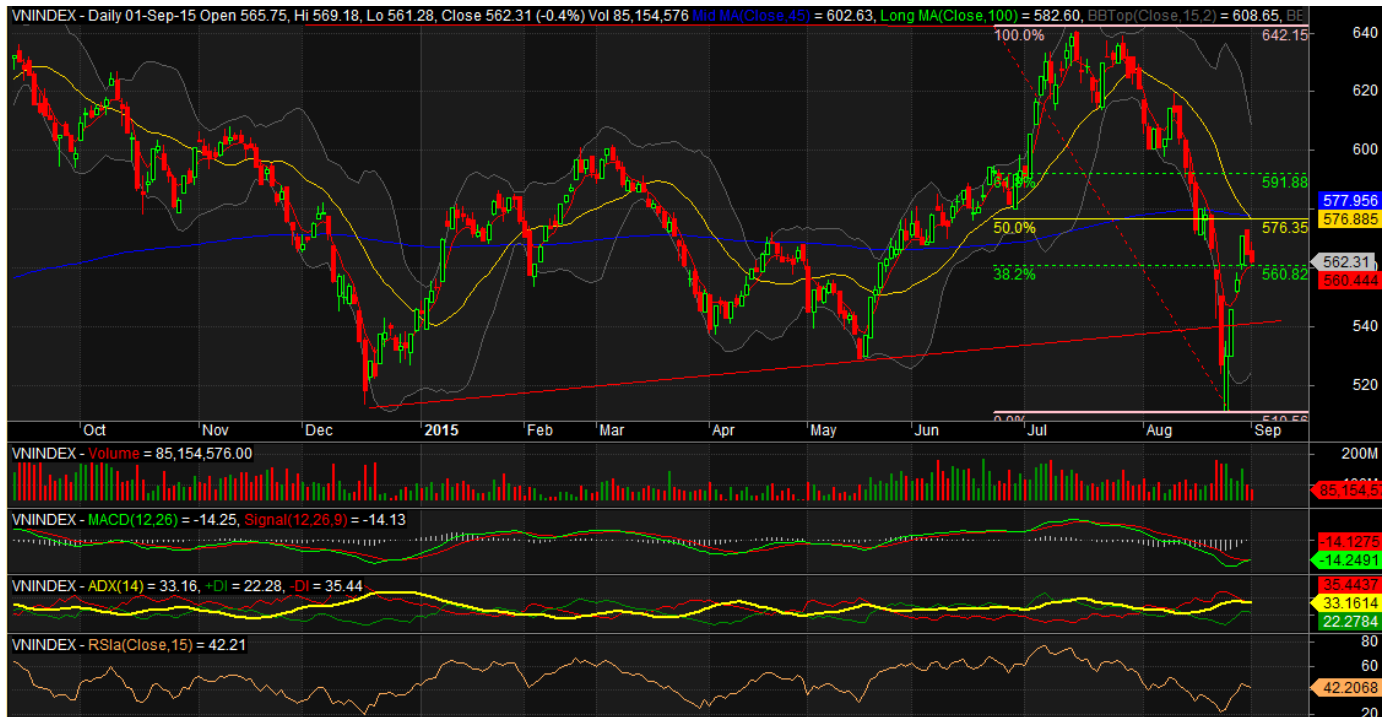 VNINDEX - Daily 01-Sep-15 Open 565.75, Hi 569.18, Lo 561.28, Close 562.31 (-0.4%) Vol 85,154,576 Mid MA(Close,45) = 602.63, Long MA(Close,100) = 582.60, BBTop(Close,15,2) = 608.65, BE
100.0%
642.15
640
620
600
61.8%
591.88
577.956
576.885
50.0%
576.35
562.31
38.2%
560.82
560.444
540
520
0.0%
510.56
Oct
Nov
Dec
2015
Feb
Mar
Apr
May
Jun
Jul
Aug
Sep
VNINDEX - Volume = 85,154,576.00
200M
85,154,57
VNINDEX - MACD(12,26) = -14.25, Signal(12,26,9) = -14.13
-14.1275
-14.2491
VNINDEX - ADX(14) = 33.16, +DI = 22.28, -DI = 35.44
35.4437
33.1614
22.2784
VNINDEX - RSIa(Close,15) = 42.21
80
60
42.2068
20